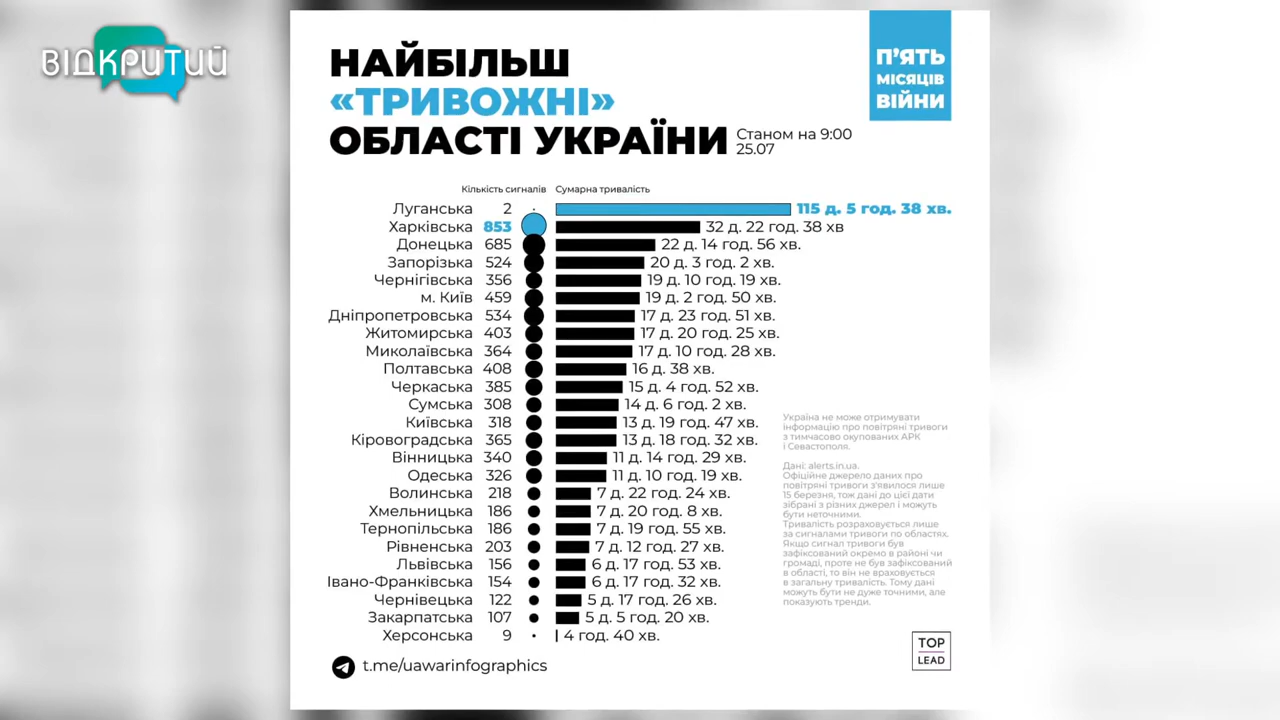 ВІДКРИТИЙ
НАЙБІЛЬШ
«ТРИВОЖНІ»
ОБЛАСТІ УКРАЇНИ
Станом на 9:00
25.07
П'ЯТЬ
МІСЯЦІВ
ВІЙНИ
Кількість сигналів Сумарна тривалість
Луганська 2 115 д. 5 год. 38 хв.
Харківська 853 32 д. 22 год. 38 хв
Донецька 685 22 д. 14 год. 56 хв.
Запорізька 524 20 д. 3 год. 2 хв.
Чернігівська 356 19 д. 10 год. 19 хв.
м. Київ 459 19 д. 2 год. 50 хв.
Дніпропетровська 534 17 д. 23 год. 51 хв.
Житомирська 403 17 д. 20 год. 25 хв.
Миколаївська 364 17 д. 10 год. 28 хв.
Полтавська 408 16 д. 38 хв.
Черкаська 385 15 д. 4 год. 52 хв.
Сумська 308 14 д. 6 год. 2 хв.
Київська 318 13 д. 19 год. 47 хв.
Кіровоградська 365 13 д. 18 год. 32 хв.
Вінницька 340 11 д. 14 год. 29 хв.
Одеська 326 11 д. 10 год. 19 хв.
Волинська 218 7 д. 22 год. 24 хв.
Хмельницька 186 7 д. 20 год. 8 хв.
Тернопільська 186 7 д. 19 год. 55 хв.
Рівненська 203 7 д. 12 год. 27 хв.
Львівська 156 6 д. 17 год. 53 хв.
Івано-Франківська 154 6 д. 17 год. 32 хв.
Чернівецька 122 5 д. 17 год. 26 хв.
Закарпатська 107 5 д. 5 год. 20 хв.
Херсонська 9 4 год. 40 хв.
Україна не може отримувати
інформацію про повітряні тривоги
з тимчасово окупованих АРК
і Севастополя.
Дані: alerts.in.ua.
Офіційне джерело даних про
повітряні тривоги з'явилося лише
15 березня, тож дані до цієї дати
зібрані з різних джерел і можуть
бути неточними.
Тривалість розраховується лише
за сигналами тривоги по областях.
Якщо сигнал тривоги був
зафіксований окремо в районі чи
громаді, проте не був зафіксований
в області, то він не враховується
в загальну тривалість. Тому дані
можуть бути не дуже точними, але
показують тренди.
t.me/uawarinfographics
TOP
LEAD